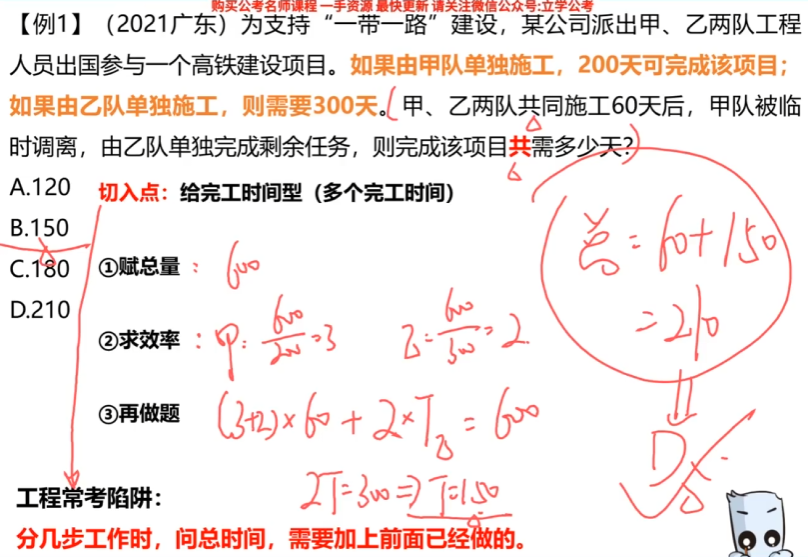 购买公考名师课程 一手资源 最快更新 请关注微信公众号:立学公考
【例1】（2021广东）为支持“一带一路”建设，某公司派出甲、乙两队工程
人员出国参与一个高铁建设项目。如果由甲队单独施工，200天可完成该项目；
如果由乙队单独施工，则需要300天。甲、乙两队共同施工60天后，甲队被临
时调离，由乙队单独完成剩余任务，则完成该项目共需多少天？
A.120
切入点：给完工时间型（多个完工时间）
B.150
C.180
D.210
①赋总量：600
②求效率：甲：600/200=3 乙=600/300=2
③再做题 (3+2)×60+2×T乙=600
2T=300⇒T=150
总=60+150
=210
⇓
D
工程常考陷阱：
分几步工作时，问总时间，需要加上前面已经做的。